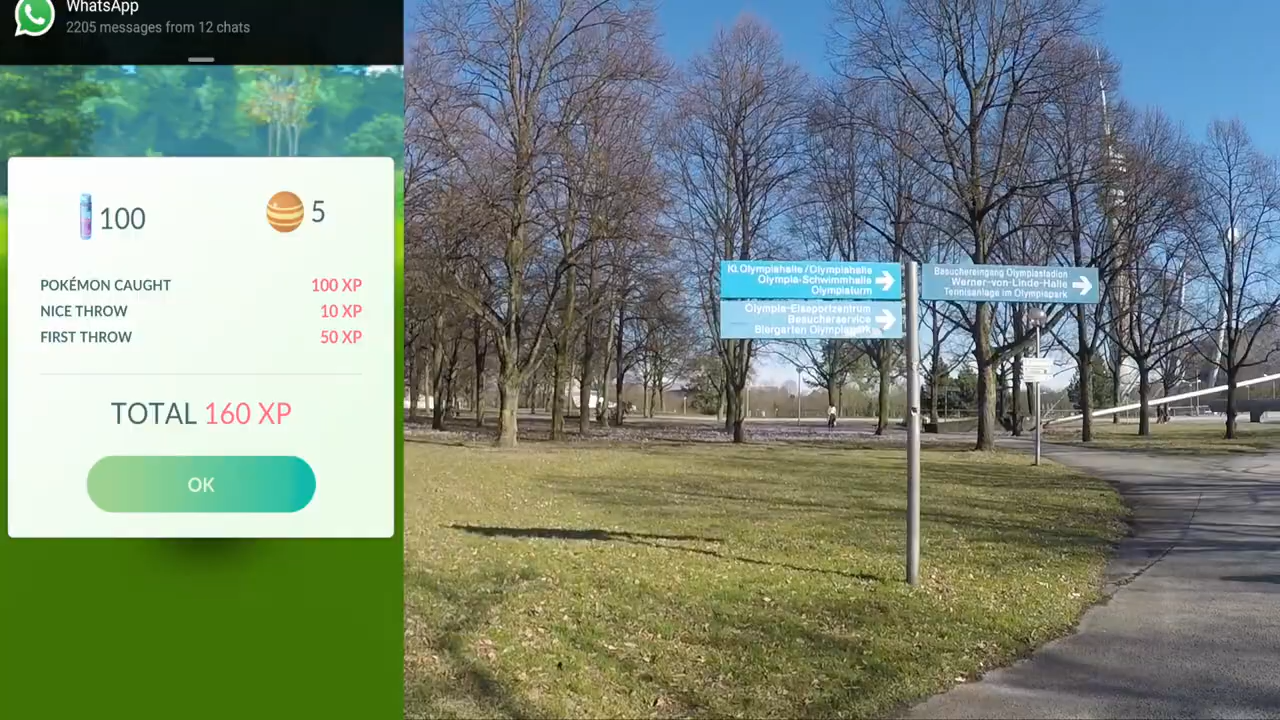 WhatsApp
2205 messages from 12 chats
100
5
POKÉMON CAUGHT 100 XP
NICE THROW 10 XP
FIRST THROW 50 XP
TOTAL 160 XP
OK
Kl.Olympiahalle/Olympiahalle
Olympia-Schwimmhalle
Olympiaturm
Olympia-Eissportzentrum
Besucherservice
Biergarten Olympiapark
Besuchereingang Olympiastadion
Werner-von-Linde-Halle
Tennisanlage im Olympiapark